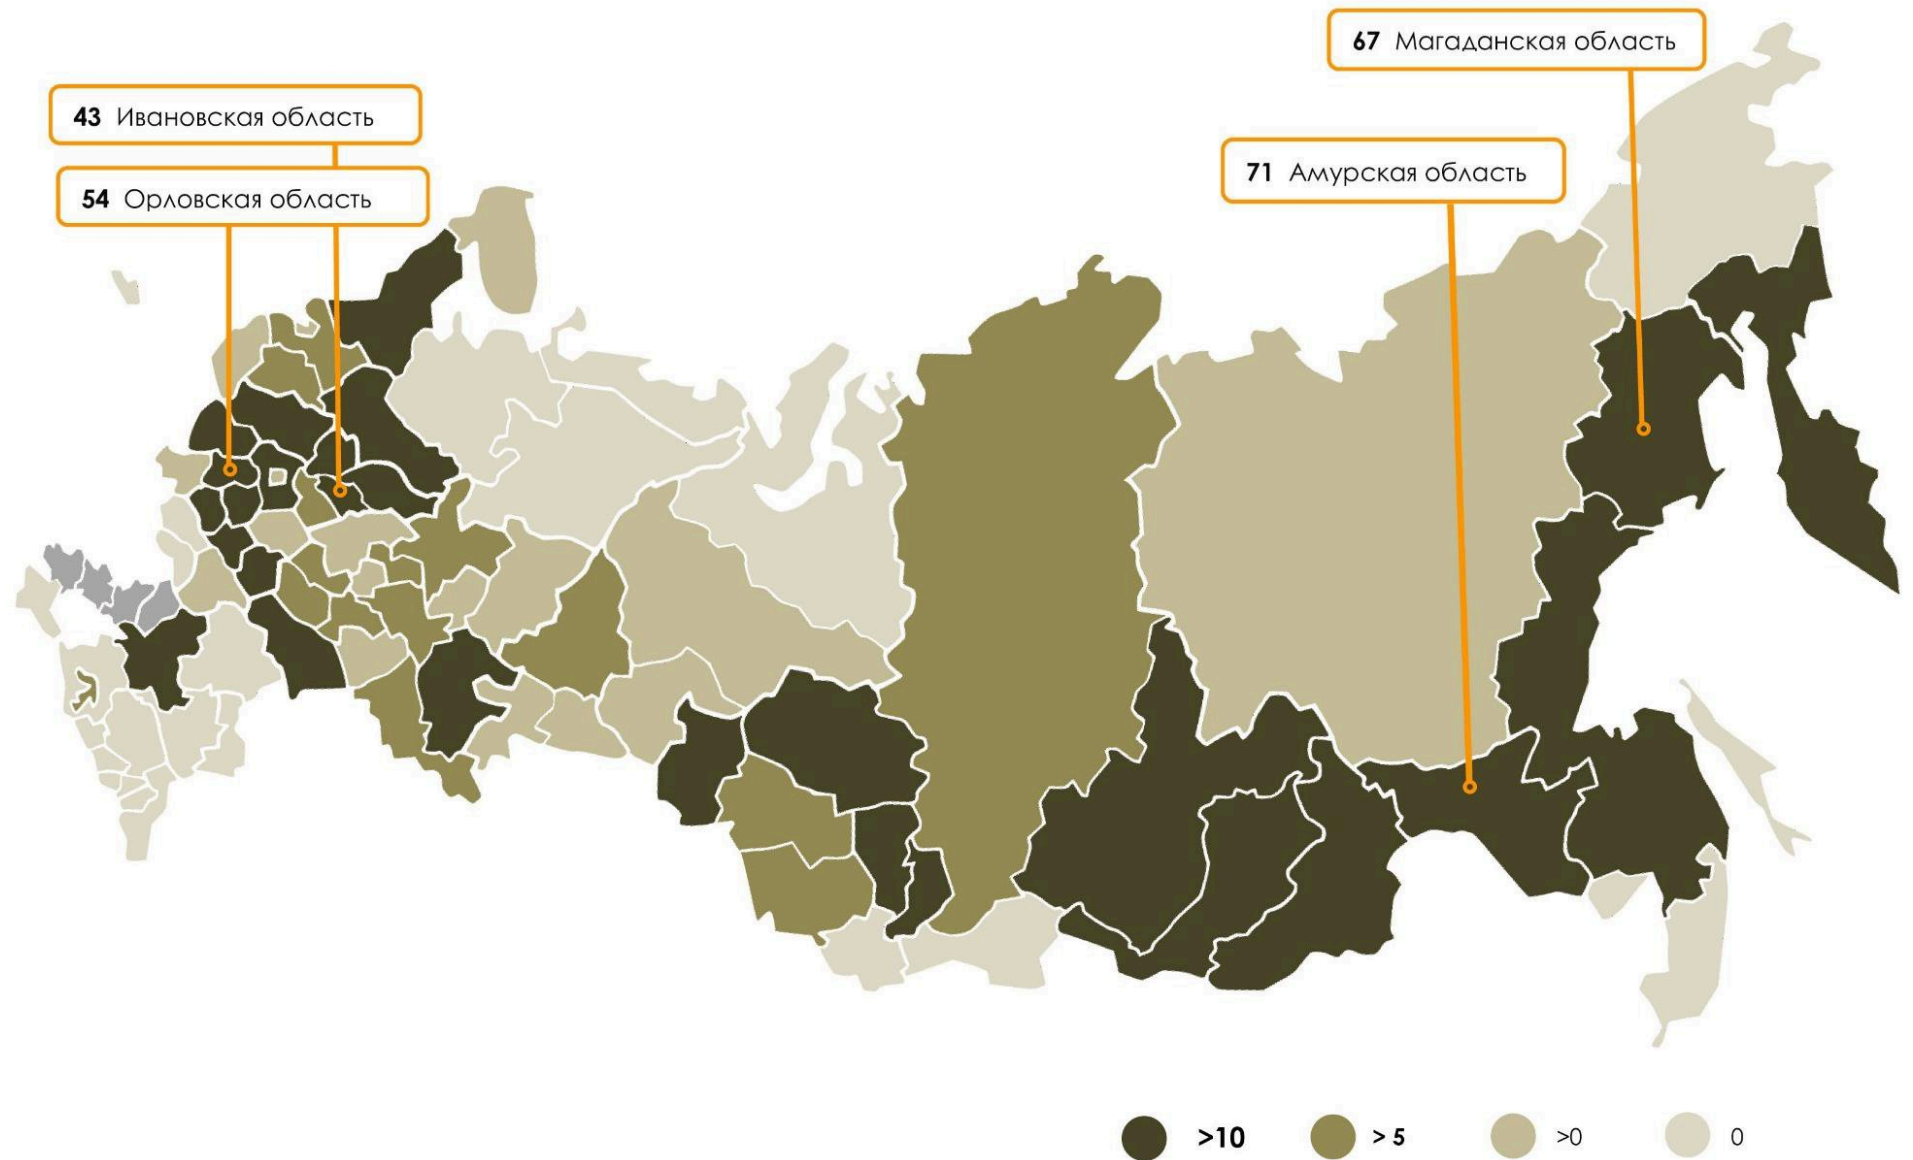 67 Магаданская область
43 Ивановская область
71 Амурская область
54 Орловская область
>10
> 5
>0
0